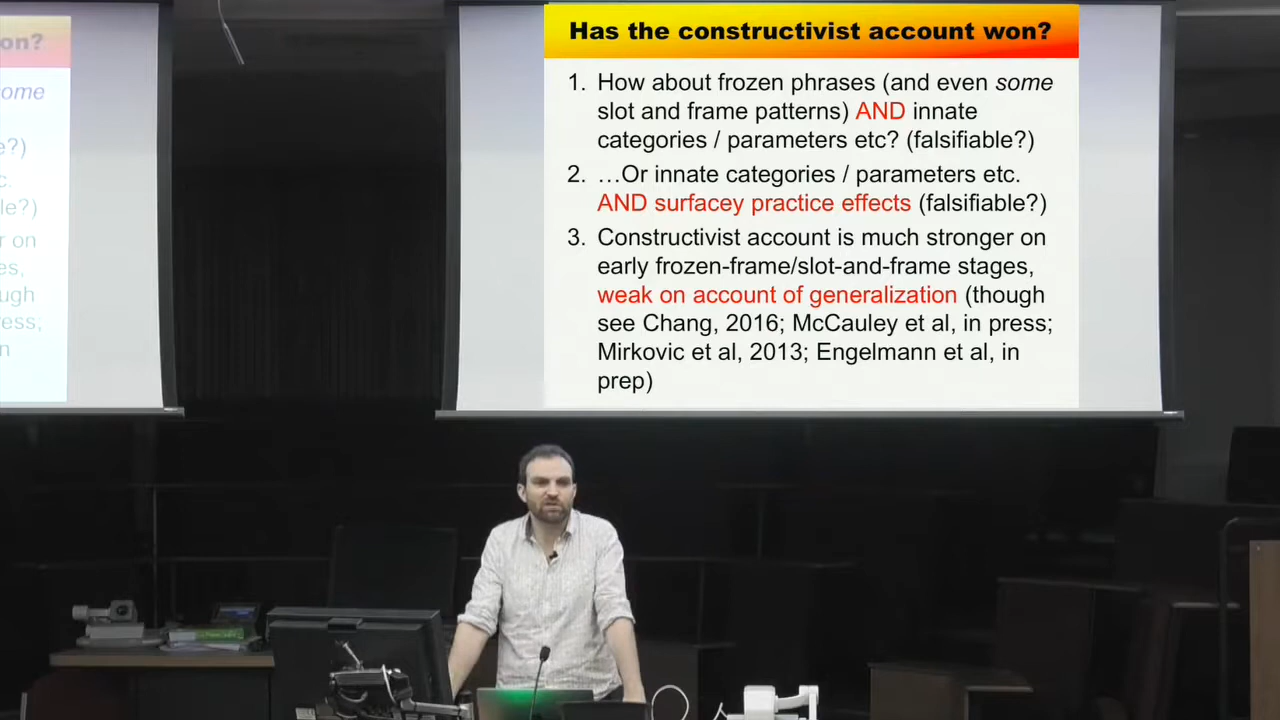 Has the constructivist account won?
1. How about frozen phrases (and even some
slot and frame patterns) AND innate
categories / parameters etc? (falsifiable?)
2. …Or innate categories / parameters etc.
AND surfacey practice effects (falsifiable?)
3. Constructivist account is much stronger on
early frozen-frame/slot-and-frame stages,
weak on account of generalization (though
see Chang, 2016; McCauley et al, in press;
Mirkovic et al, 2013; Engelmann et al, in
prep)
on?
ome
e?)
c.
le?)
r on
es,
ugh
ess;
n